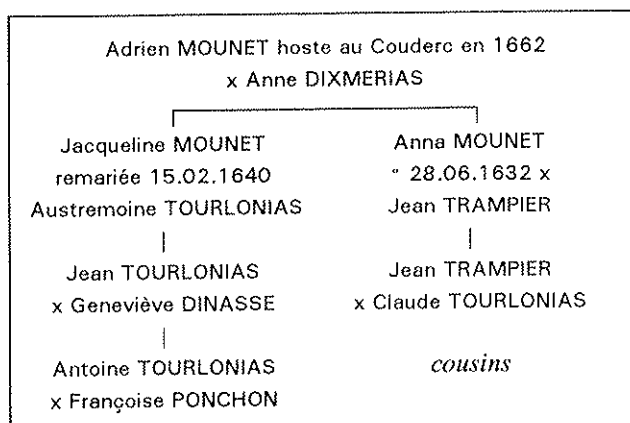 Adrien MOUNET hoste au Couderc en 1662
x Anne DIXMERIAS
Jacqueline MOUNET
remariée 15.02.1640
Austremoine TOURLONIAS
Jean TOURLONIAS
x Geneviève DINASSE
Antoine TOURLONIAS
x Françoise PONCHON
Anna MOUNET
° 28.06.1632 x
Jean TRAMPIER
Jean TRAMPIER
x Claude TOURLONIAS
cousins